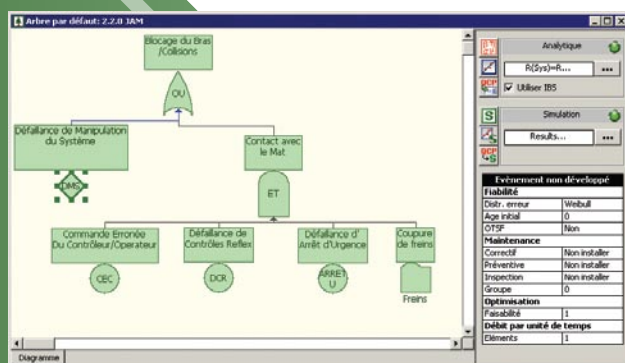 Arbre par défaut: 2.2.0 JAM
Blocage du Bras
/Collisions
OU
Défaillance de Manipulation
du Système
DMS
Contact avec
le Mat.
ET
Commande Erronée
Du Contrôleur/Operateur
CEC
Défaillance de
Contrôles Reflex
DCR
Défallance d'
Arrêt d'Urgence
ARRET
U
Coupure
de freins
Freins
Diagramme
Analytique
R(Sys)=R...
...
Utiliser IBS
Simulation
Results...
...
Evènement non développé
Fiabilité
Distr. erreur Weibull
Age initial 0
OTSF Non
Maintenance
Correctif Non installer
Préventive Non installer
Inspection Non installer
Groupe 0
Optimisation
Faisabilité 1
Débit par unité de temps
Eléments 1